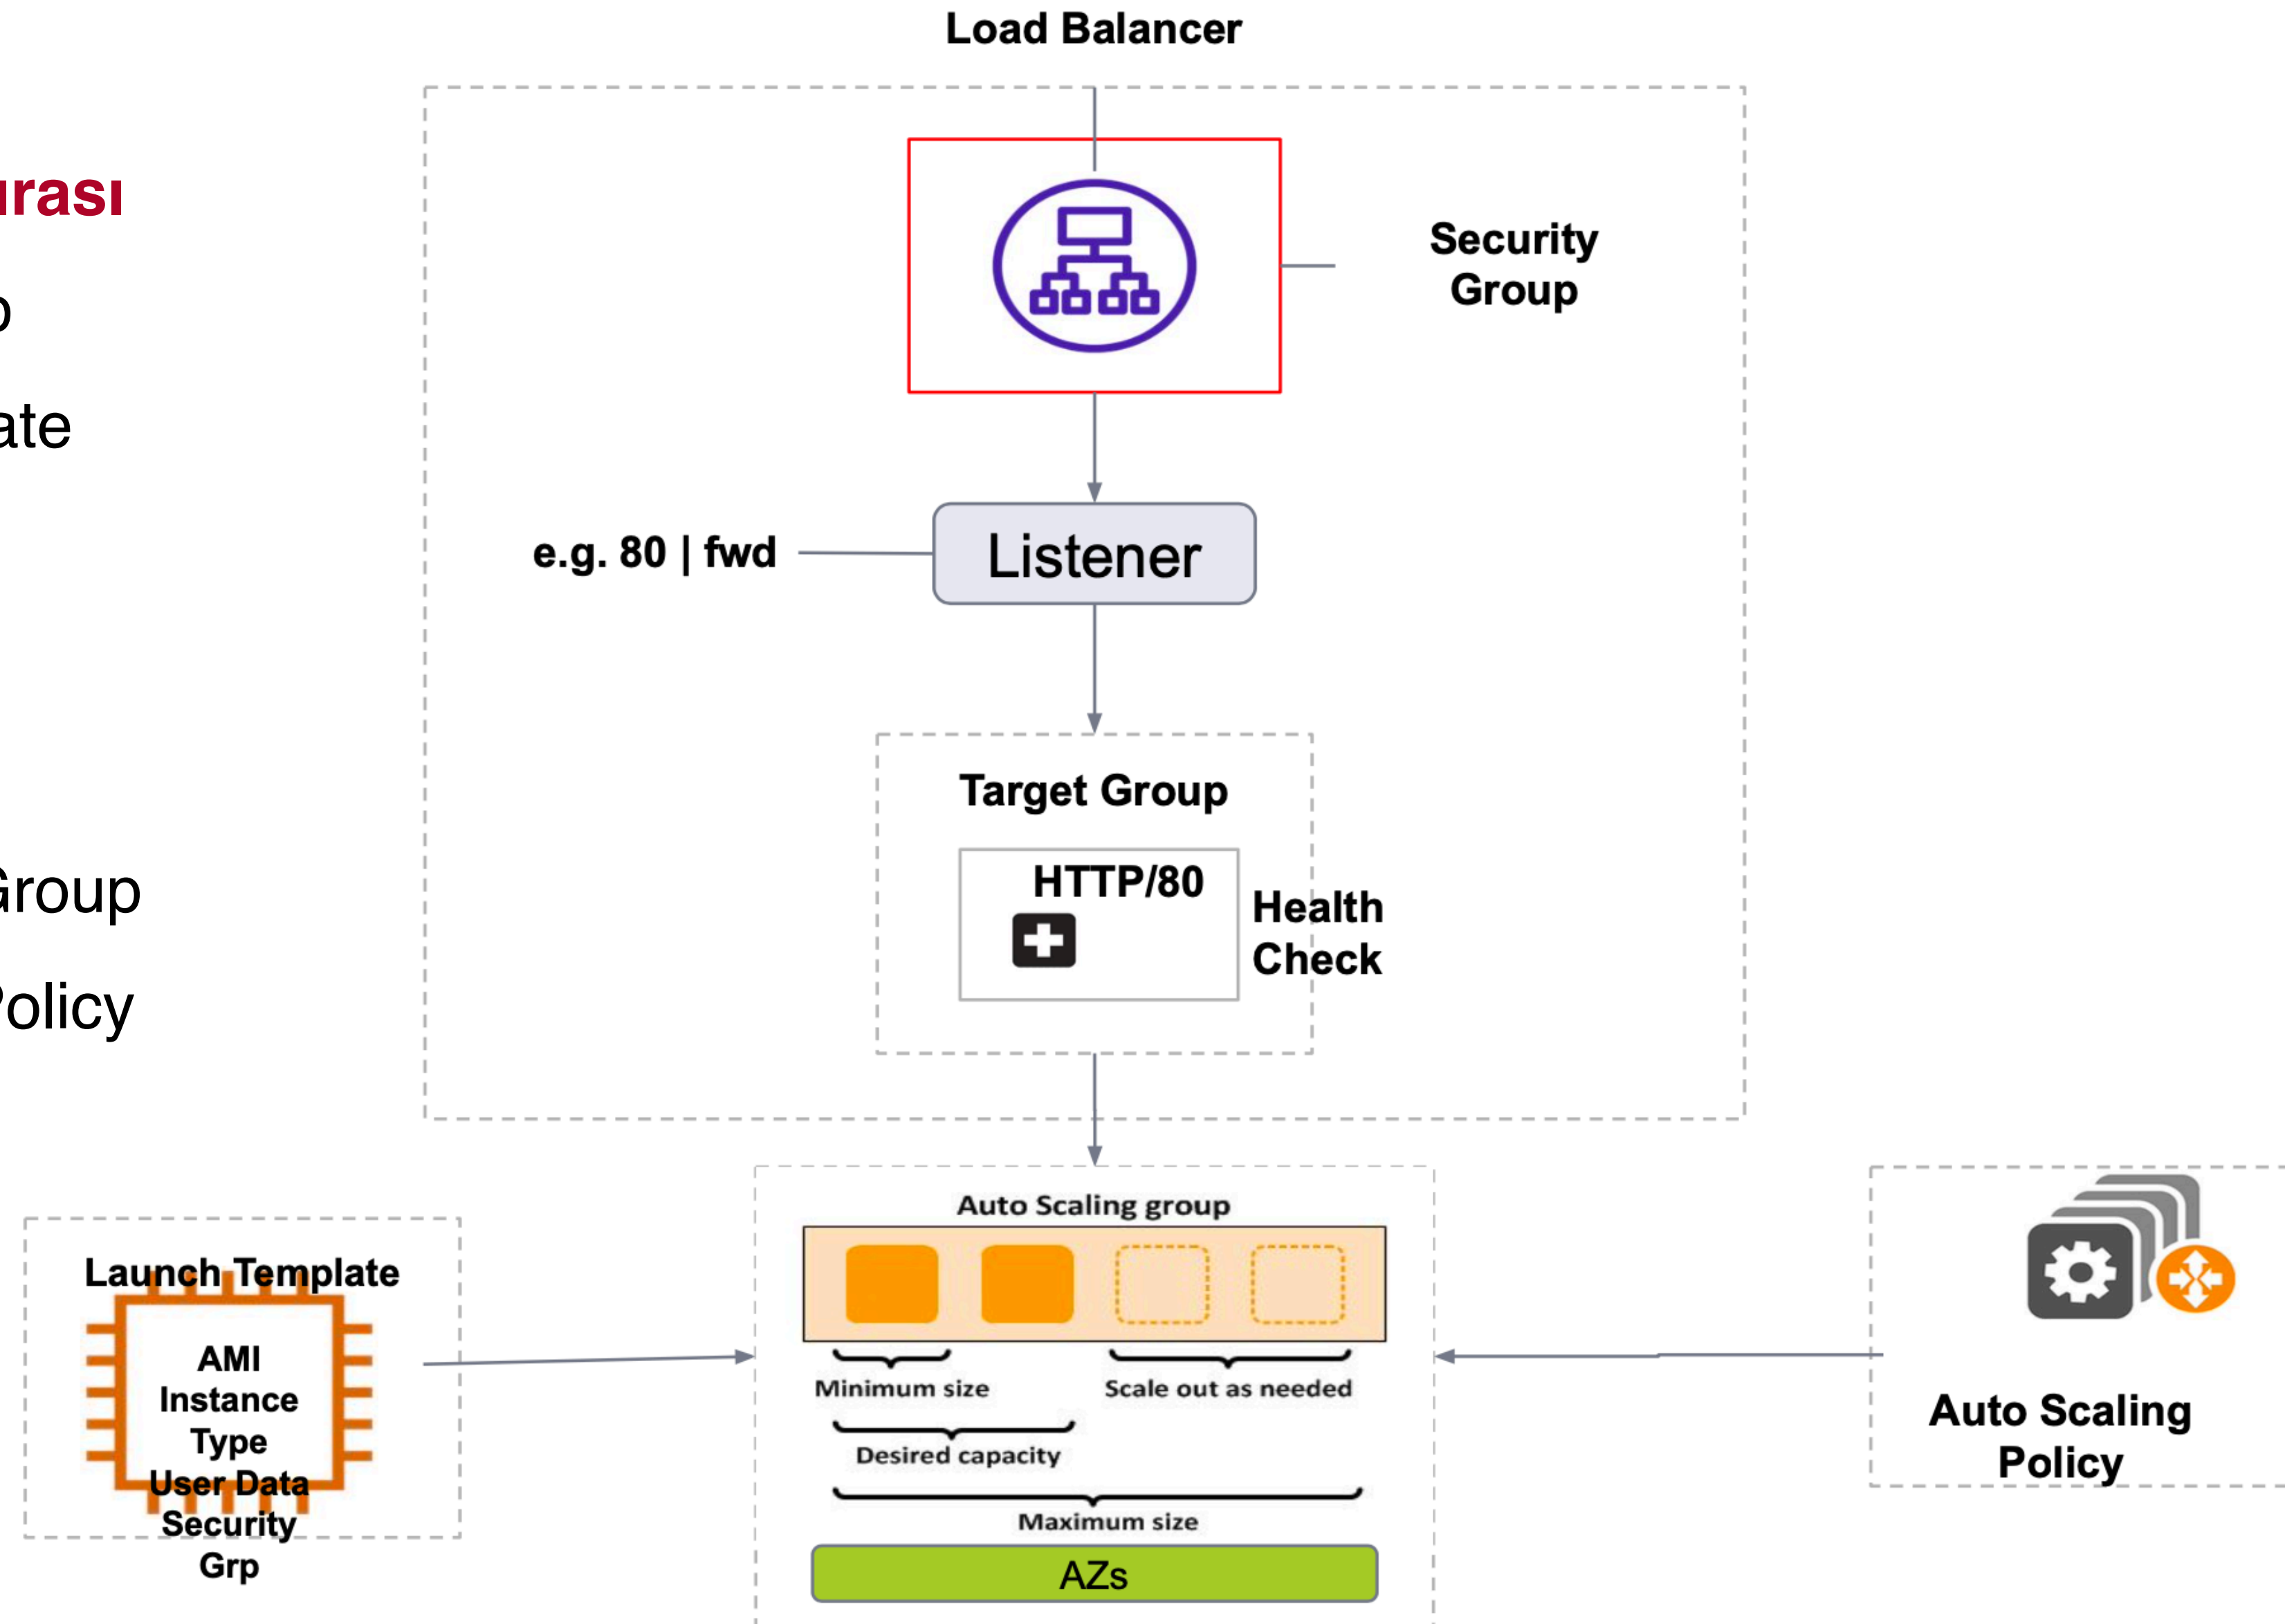 Load Balancer
urası
p
ate
Group
Policy
Security
Group
e.g. 80 | fwd
Listener
Target Group
HTTP/80
Health
Check
Launch Template
AMI
Instance
Type
User Data
Security
Grp
Auto Scaling group
Minimum size
Scale out as needed
Desired capacity
Maximum size
AZs
Auto Scaling
Policy